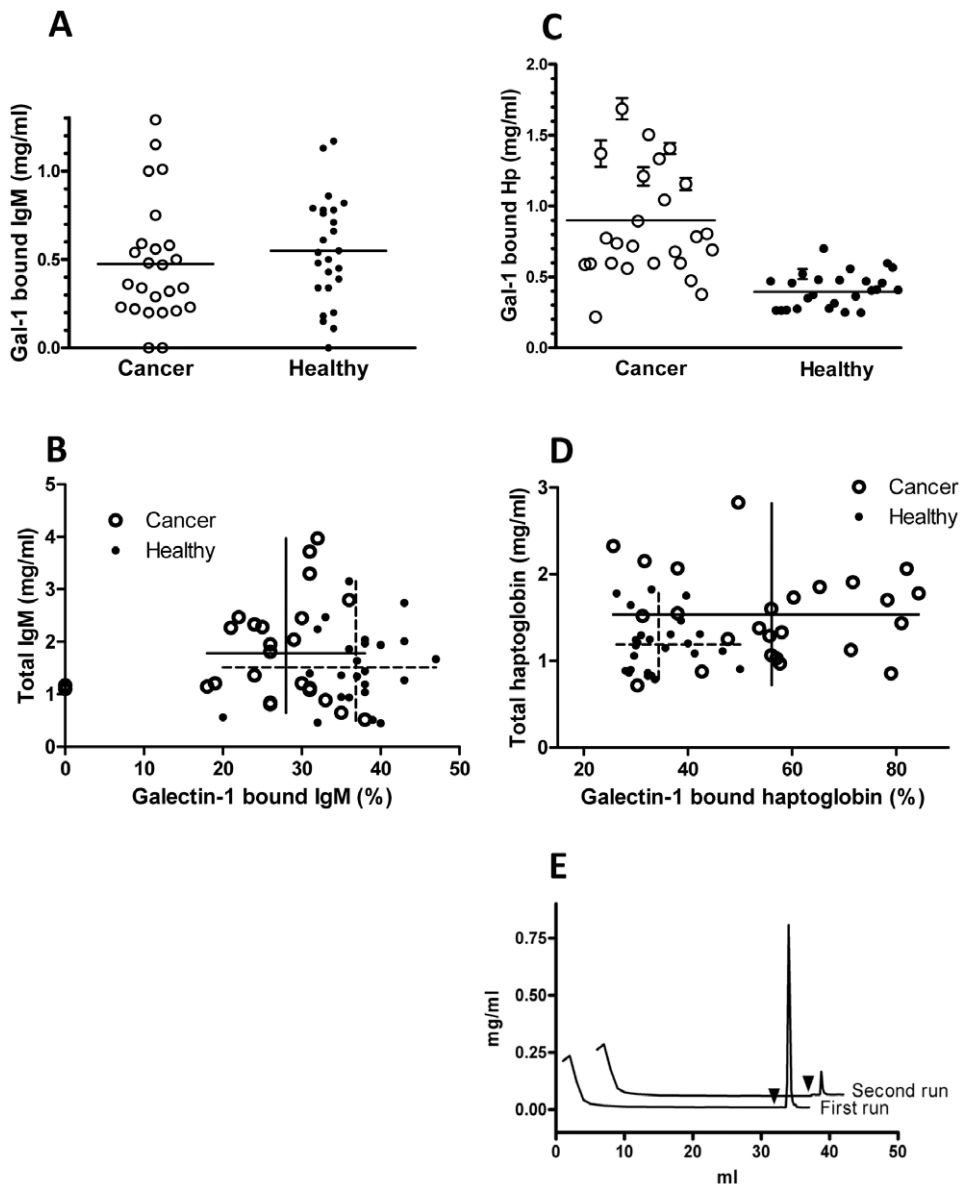 A
Gal-1 bound IgM (mg/ml)
1.0
0.5
0.0
Cancer Healthy
C
Gal-1 bound Hp (mg/ml)
2.0
1.5
1.0
0.5
0.0
Cancer Healthy
B
Total IgM (mg/ml)
5
4
3
2
1
0
Cancer
Healthy
0 10 20 30 40 50
Galectin-1 bound IgM (%)
D
Total haptoglobin (mg/ml)
3
2
1
0
Cancer
Healthy
20 40 60 80
Galectin-1 bound haptoglobin (%)
E
mg/ml
0.75
0.25
0.00
Second run
First run
0 10 20 30 40 50
ml